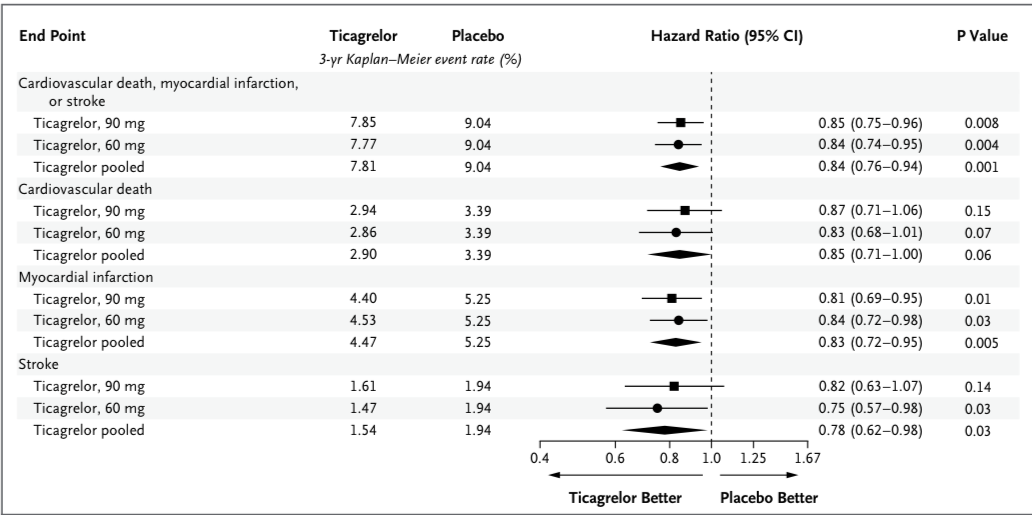 End Point Ticagrelor Placebo Hazard Ratio (95% CI) P Value
3-yr Kaplan–Meier event rate (%)
Cardiovascular death, myocardial infarction,
or stroke
Ticagrelor, 90 mg 7.85 9.04 0.85 (0.75–0.96) 0.008
Ticagrelor, 60 mg 7.77 9.04 0.84 (0.74–0.95) 0.004
Ticagrelor pooled 7.81 9.04 0.84 (0.76–0.94) 0.001
Cardiovascular death
Ticagrelor, 90 mg 2.94 3.39 0.87 (0.71–1.06) 0.15
Ticagrelor, 60 mg 2.86 3.39 0.83 (0.68–1.01) 0.07
Ticagrelor pooled 2.90 3.39 0.85 (0.71–1.00) 0.06
Myocardial infarction
Ticagrelor, 90 mg 4.40 5.25 0.81 (0.69–0.95) 0.01
Ticagrelor, 60 mg 4.53 5.25 0.84 (0.72–0.98) 0.03
Ticagrelor pooled 4.47 5.25 0.83 (0.72–0.95) 0.005
Stroke
Ticagrelor, 90 mg 1.61 1.94 0.82 (0.63–1.07) 0.14
Ticagrelor, 60 mg 1.47 1.94 0.75 (0.57–0.98) 0.03
Ticagrelor pooled 1.54 1.94 0.78 (0.62–0.98) 0.03
0.4 0.6 0.8 1.0 1.25 1.67
Ticagrelor Better Placebo Better